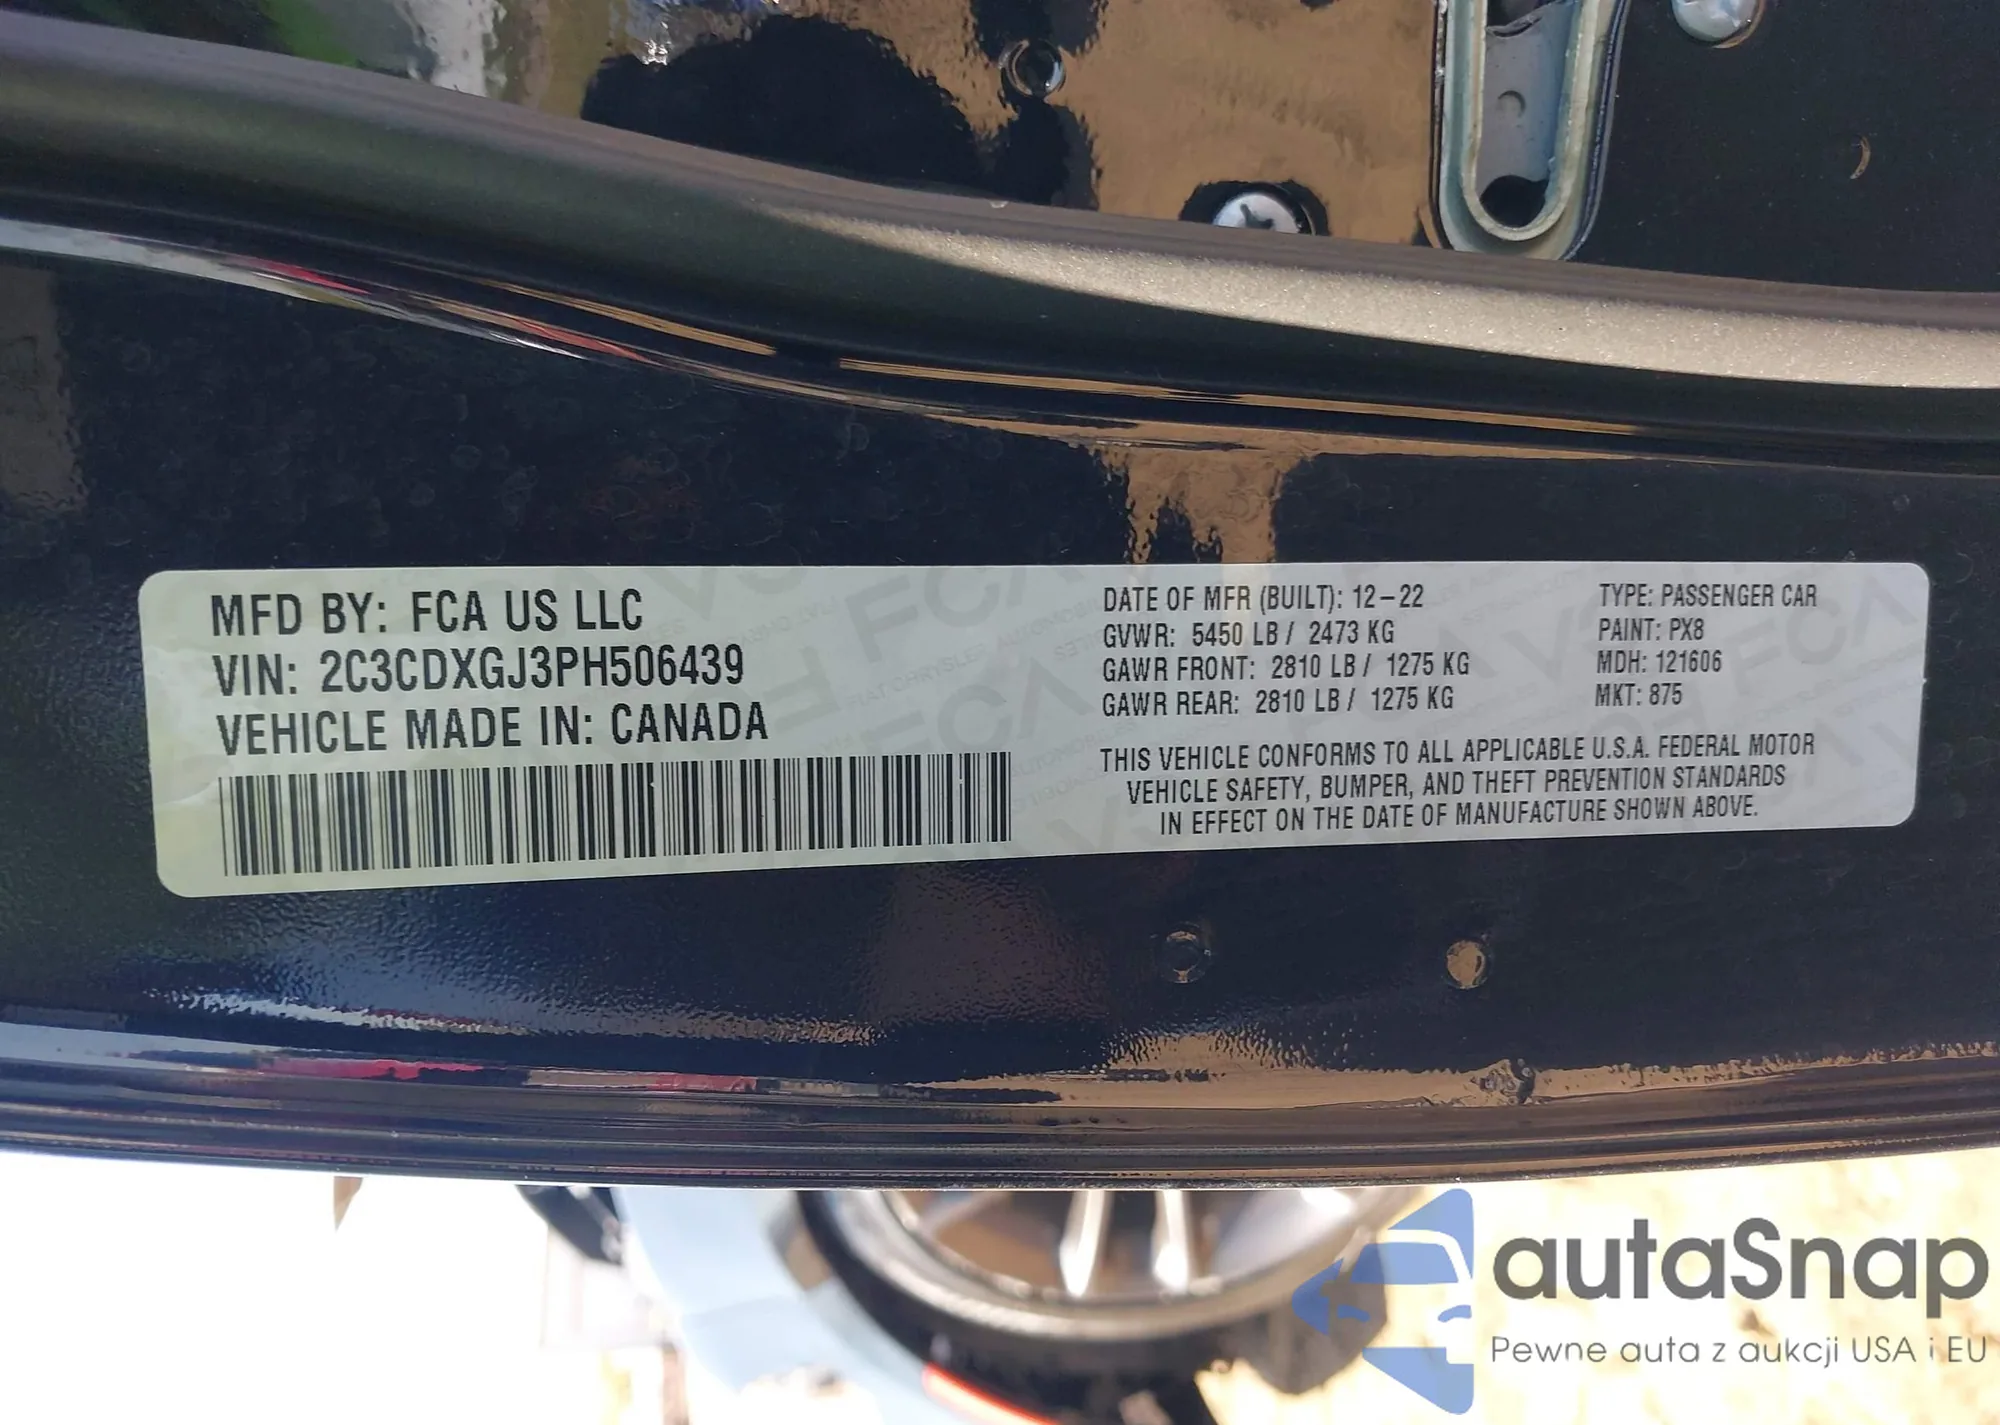 MFD BY: FCA US LLC
VIN: 2C3CDXGJ3PH506439
VEHICLE MADE IN: CANADA
DATE OF MFR (BUILT): 12-22
GVWR: 5450 LB / 2473 KG
GAWR FRONT: 2810 LB / 1275 KG
GAWR REAR: 2810 LB / 1275 KG
TYPE: PASSENGER CAR
PAINT: PX8
MDH: 121606
MKT: 875
THIS VEHICLE CONFORMS TO ALL APPLICABLE U.S.A. FEDERAL MOTOR
VEHICLE SAFETY, BUMPER, AND THEFT PREVENTION STANDARDS
IN EFFECT ON THE DATE OF MANUFACTURE SHOWN ABOVE.
autaSnap
Pewne auta z aukcji USA i EU